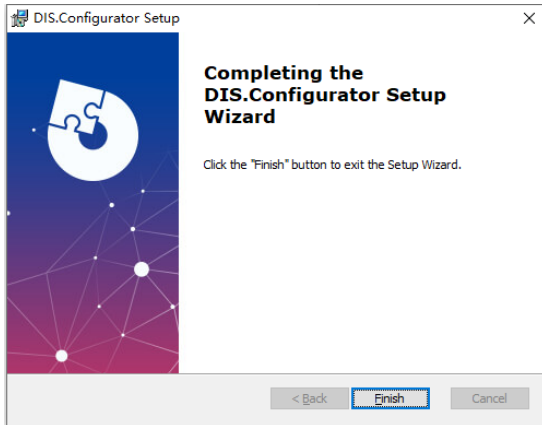 DIS.Configurator Setup
Completing the
DIS.Configurator Setup
Wizard
Click the "Finish" button to exit the Setup Wizard.
< Back
Finish
Cancel